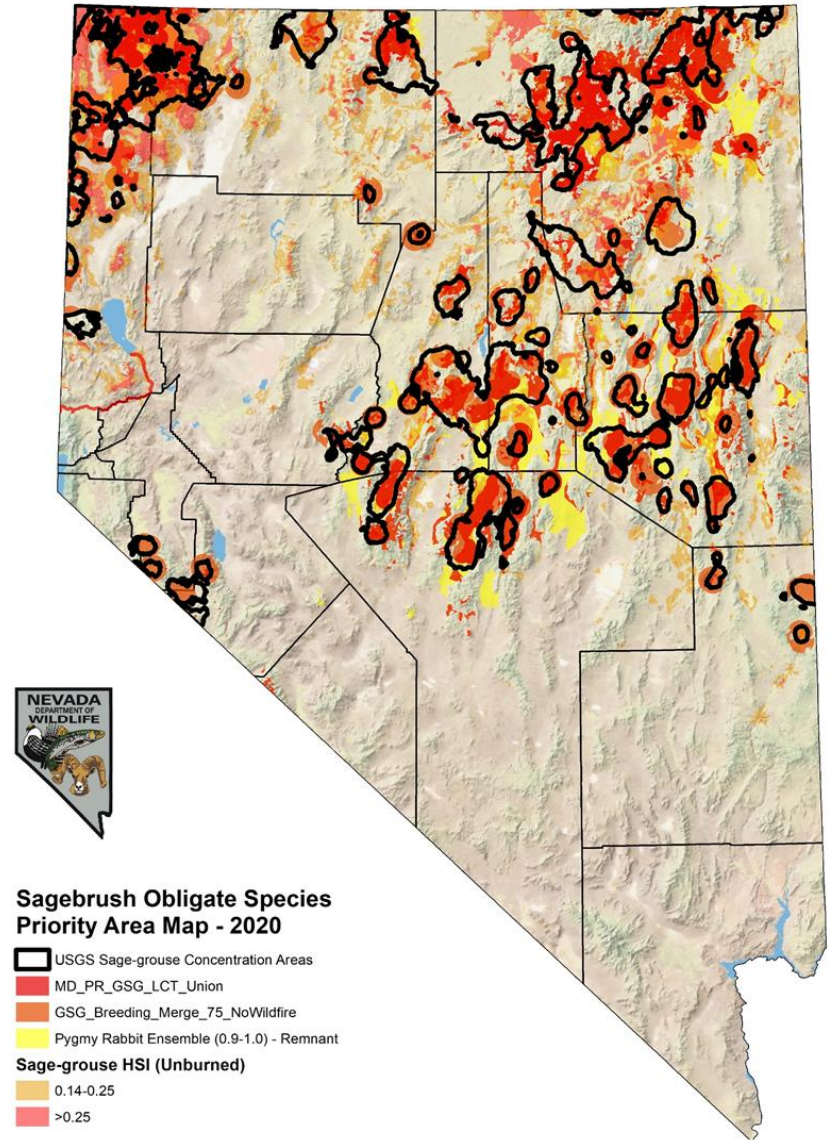 NEVADA
DEPARTMENT OF
WILDLIFE
Sagebrush Obligate Species
Priority Area Map - 2020
USGS Sage-grouse Concentration Areas
MD_PR_GSG_LCT_Union
GSG_Breeding_Merge_75_NoWildfire
Pygmy Rabbit Ensemble (0.9-1.0) - Remnant
Sage-grouse HSI (Unburned)
0.14-0.25
>0.25